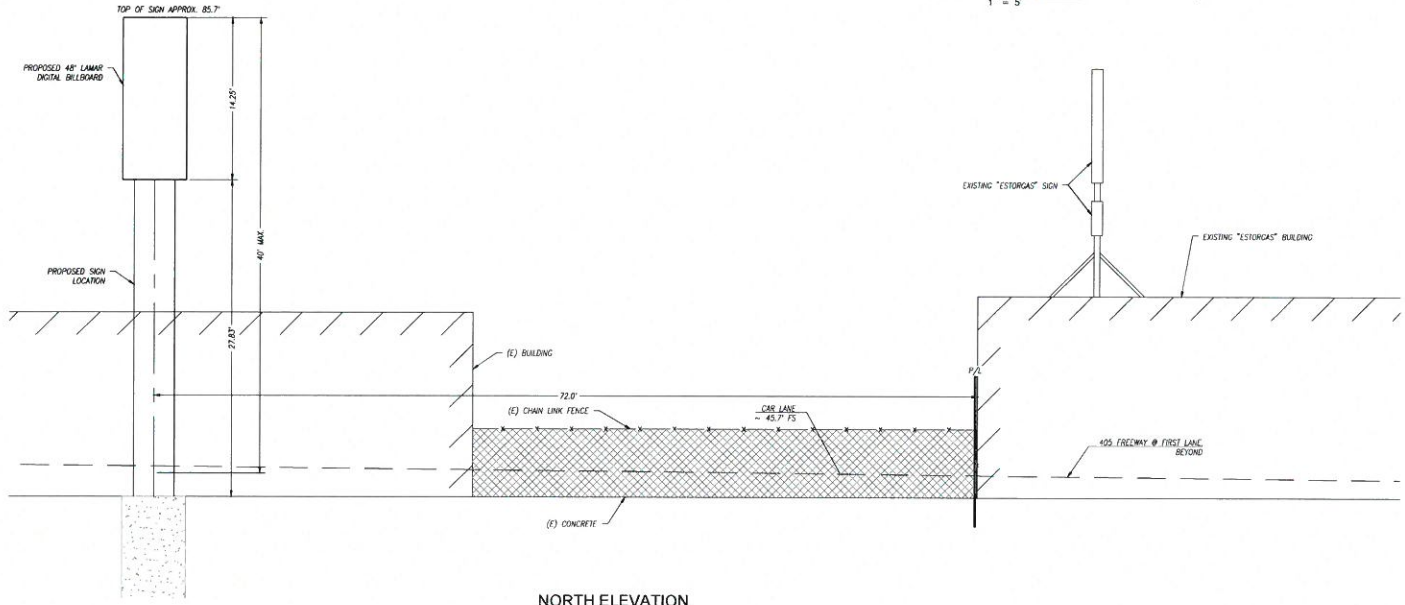 1" = 5'
TOP OF SIGN APPROX. 85.7'
PROPOSED 48' LAMAR
DIGITAL BILLBOARD
14.25'
40' MAX.
EXISTING "ESTORGAS" SIGN
EXISTING "ESTORGAS" BUILDING
PROPOSED SIGN
LOCATION
27.83'
(E) BUILDING
P/L
72.0'
(E) CHAIN LINK FENCE
CAR LANE
~ 45.7' FS
405 FREEWAY @ FIRST LANE
BEYOND
(E) CONCRETE
NORTH ELEVATION